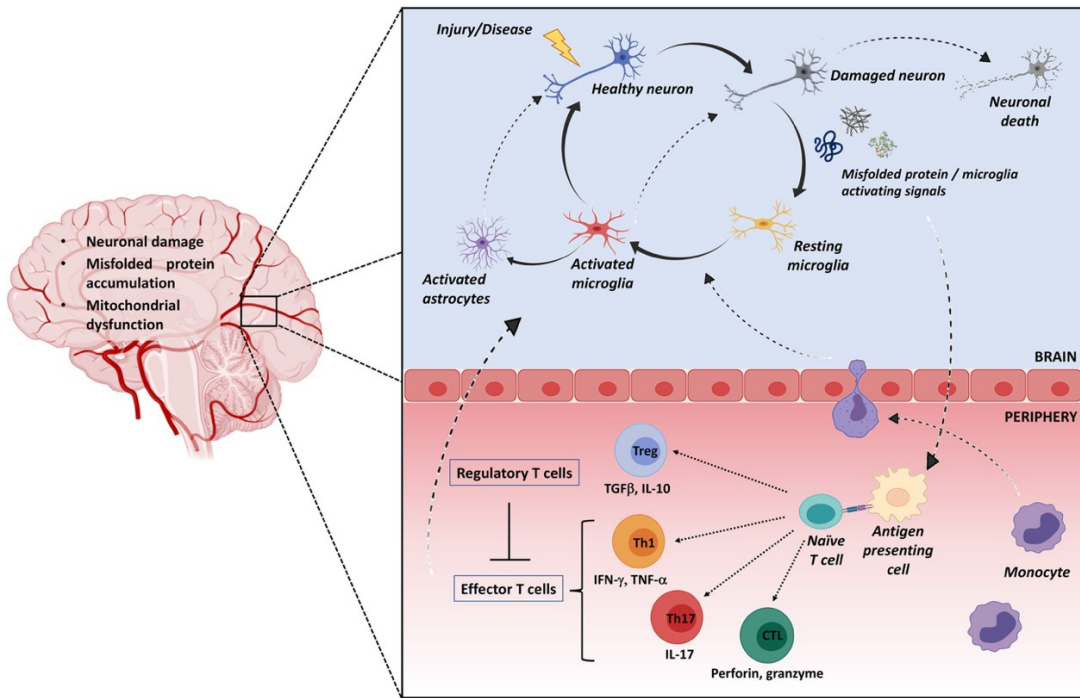 • Neuronal damage
• Misfolded protein
accumulation
• Mitochondrial
dysfunction
Injury/Disease
Healthy neuron
Damaged neuron
Neuronal
death
Misfolded protein / microglia
activating signals
Activated
astrocytes
Activated
microglia
Resting
microglia
BRAIN
PERIPHERY
Regulatory T cells
Effector T cells
Treg
TGFβ, IL-10
Th1
IFN-γ, TNF-α
Th17
IL-17
CTL
Perforin, granzyme
Naïve
T cell
Antigen
presenting
cell
Monocyte